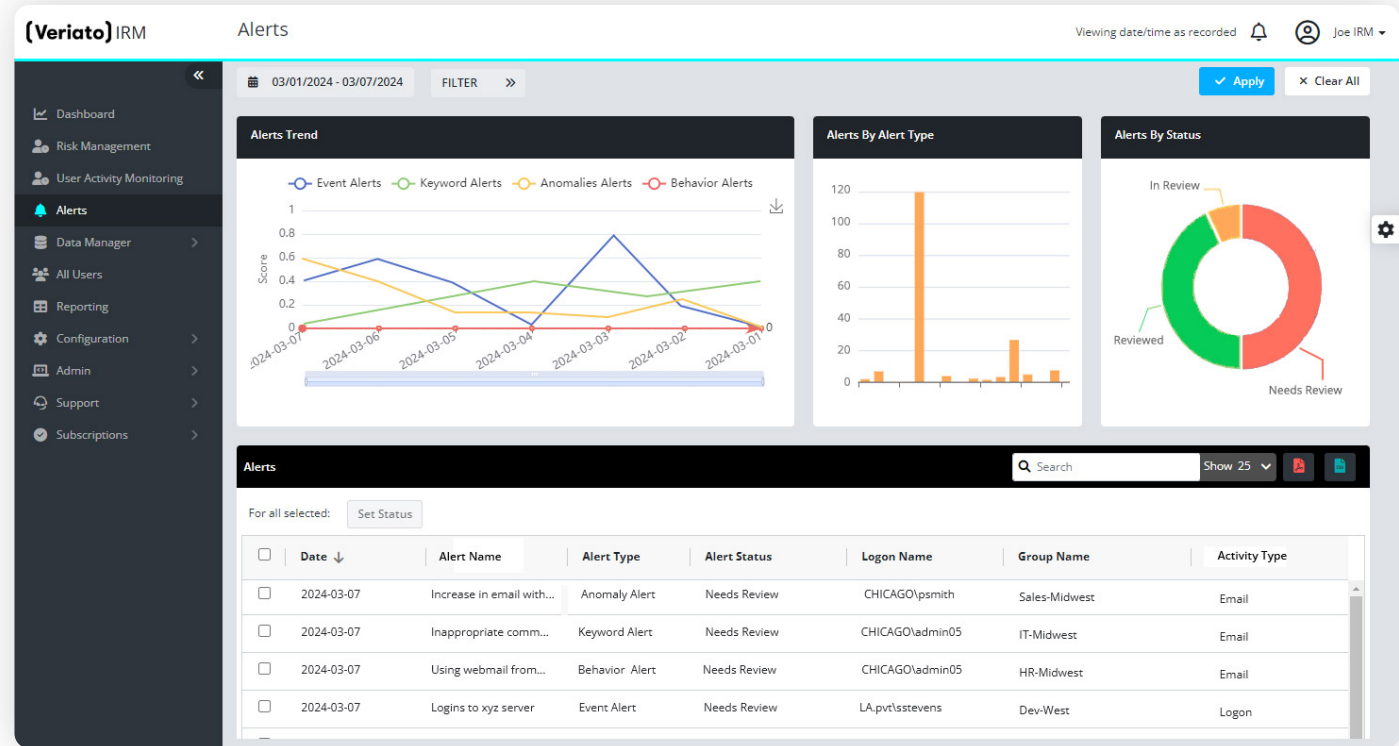 (Veriato) IRM
Alerts
Viewing date/time as recorded
Joe IRM
03/01/2024 - 03/07/2024
FILTER
Apply
Clear All
Dashboard
Risk Management
User Activity Monitoring
Alerts
Data Manager
All Users
Reporting
Configuration
Admin
Support
Subscriptions
Alerts Trend
Event Alerts Keyword Alerts Anomalies Alerts Behavior Alerts
Score
1
0.8
0.6
0.4
0.2
0
0
2024-03-07 2024-03-06 2024-03-05 2024-03-04 2024-03-03 2024-03-02 2024-03-01
Alerts By Alert Type
120
100
80
60
40
20
0
Alerts By Status
In Review
Reviewed
Needs Review
Alerts
Search
Show 25
For all selected: Set Status
Date Alert Name Alert Type Alert Status Logon Name Group Name Activity Type
2024-03-07 Increase in email with... Anomaly Alert Needs Review CHICAGO\psmith Sales-Midwest Email
2024-03-07 Inappropriate comm... Keyword Alert Needs Review CHICAGO\admin05 IT-Midwest Email
2024-03-07 Using webmail from... Behavior Alert Needs Review CHICAGO\admin05 HR-Midwest Email
2024-03-07 Logins to xyz server Event Alert Needs Review LA.pvt\sstevens Dev-West Logon